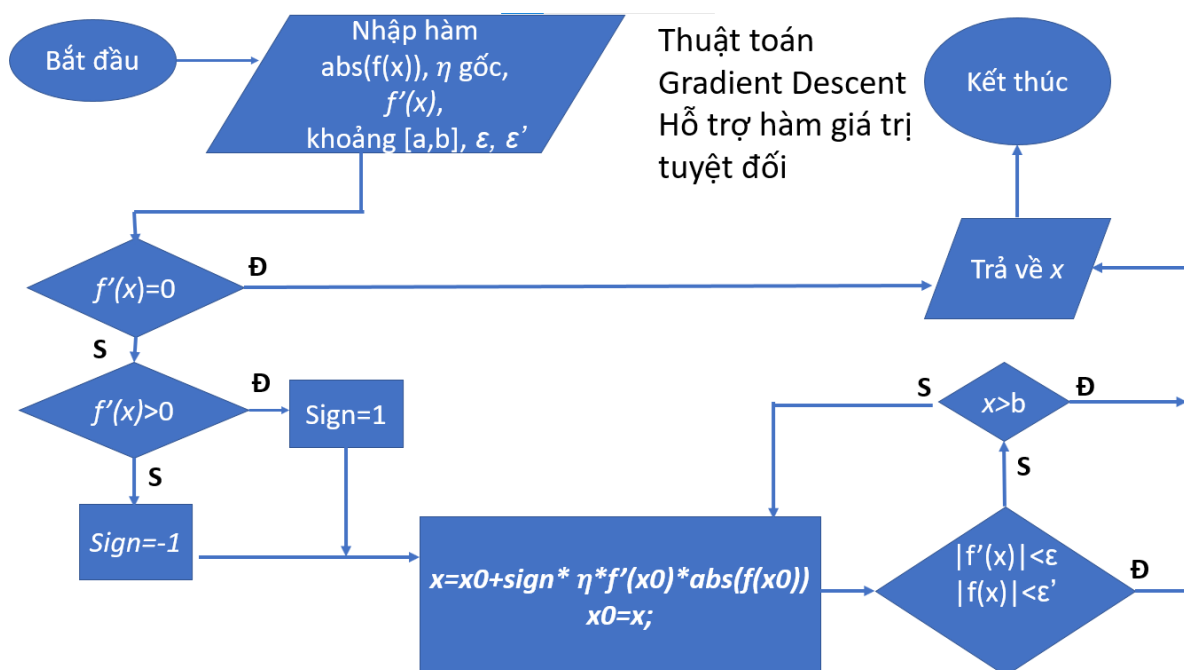 Bắt đầu
Nhập hàm
abs(f(x)), η gốc,
f'(x),
khoảng [a,b], ε, ε’
Thuật toán
Gradient Descent
Hỗ trợ hàm giá trị
tuyệt đối
Kết thúc
Trả về x
f’(x)=0
Đ
S
f’(x)>0
Đ
Sign=1
S
Sign=-1
x=x0+sign* η*f’(x0)*abs(f(x0))
x0=x;
S
x>b
Đ
S
|f’(x)|<ε
|f(x)|<ε’
Đ